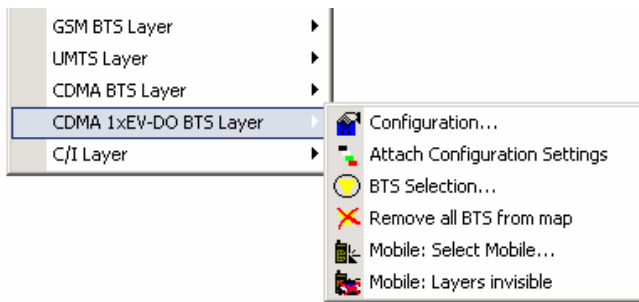 GSM BTS Layer
UMTS Layer
CDMA BTS Layer
CDMA 1xEV-DO BTS Layer
C/I Layer
Configuration...
Attach Configuration Settings
BTS Selection...
Remove all BTS from map
Mobile: Select Mobile...
Mobile: Layers invisible